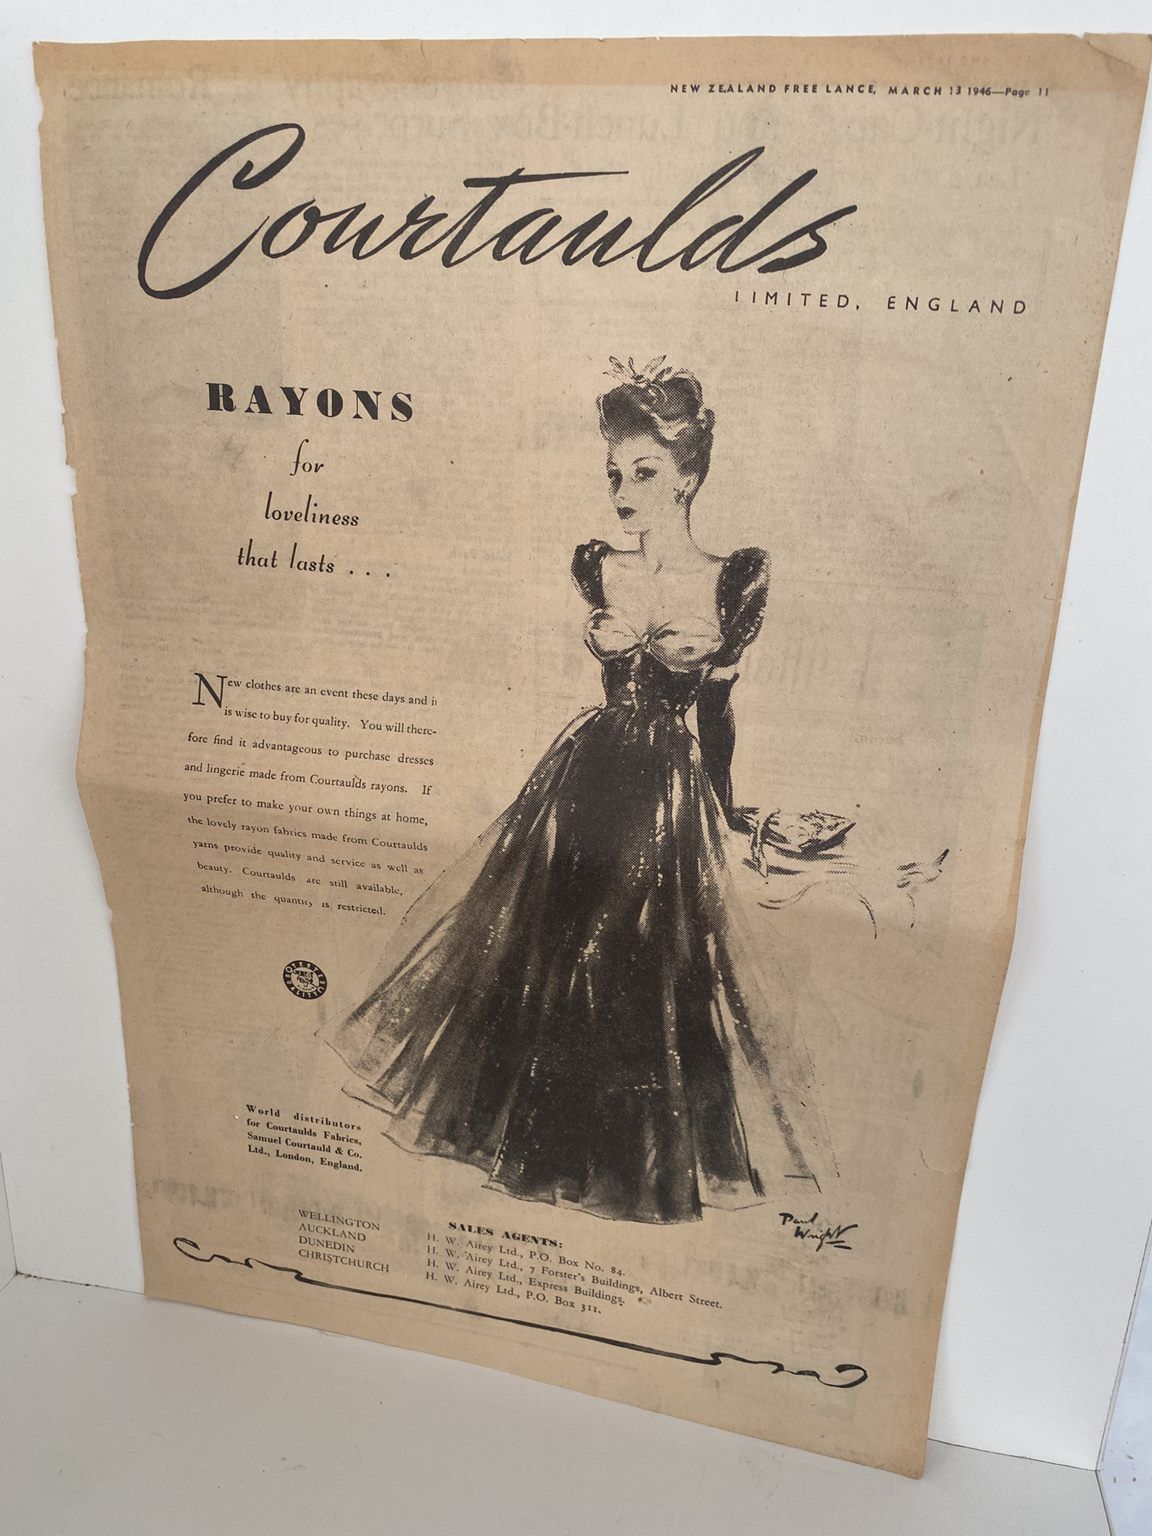 NEW ZEALAND FREE LANCE, MARCH 13 1946—Page 11
Courtaulds
LIMITED, ENGLAND
RAYONS
for
loveliness
that lasts . . .
New clothes are an event these days and it
is wise to buy for quality. You will there-
fore find it advantageous to purchase dresses
and lingerie made from Courtaulds rayons. If
you prefer to make your own things at home,
the lovely rayon fabrics made from Courtaulds
yarns provide quality and service as well as
beauty. Courtaulds are still available,
although the quantity is restricted.
World distributors
for Courtaulds Fabrics,
Samuel Courtauld & Co.
Ltd., London, England.
Paul
Wright
SALES AGENTS:
WELLINGTON H. W. Airey Ltd., P.O. Box No. 84.
AUCKLAND H. W. Airey Ltd., 7 Forster's Buildings, Albert Street.
DUNEDIN H. W. Airey Ltd., Express Buildings.
CHRISTCHURCH H. W. Airey Ltd., P.O. Box 311.